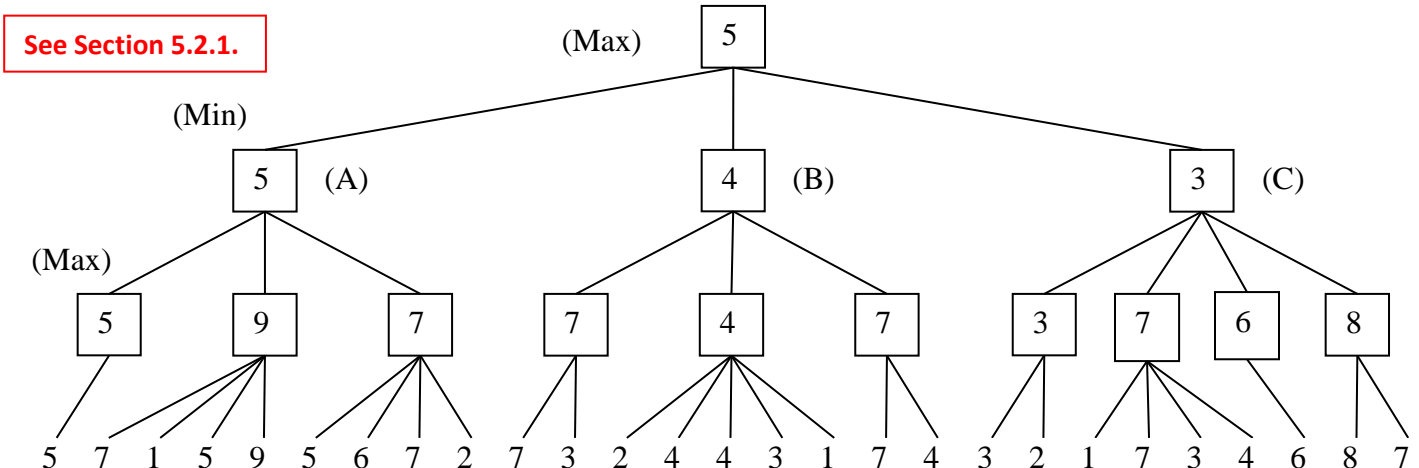 See Section 5.2.1.
(Max) 5
(Min)
5 (A) 4 (B) 3 (C)
(Max)
5 9 7 7 4 7 3 7 6 8
5 7 1 5 9 5 6 7 2 7 3 2 4 4 3 1 7 4 3 2 1 7 3 4 6 8 7